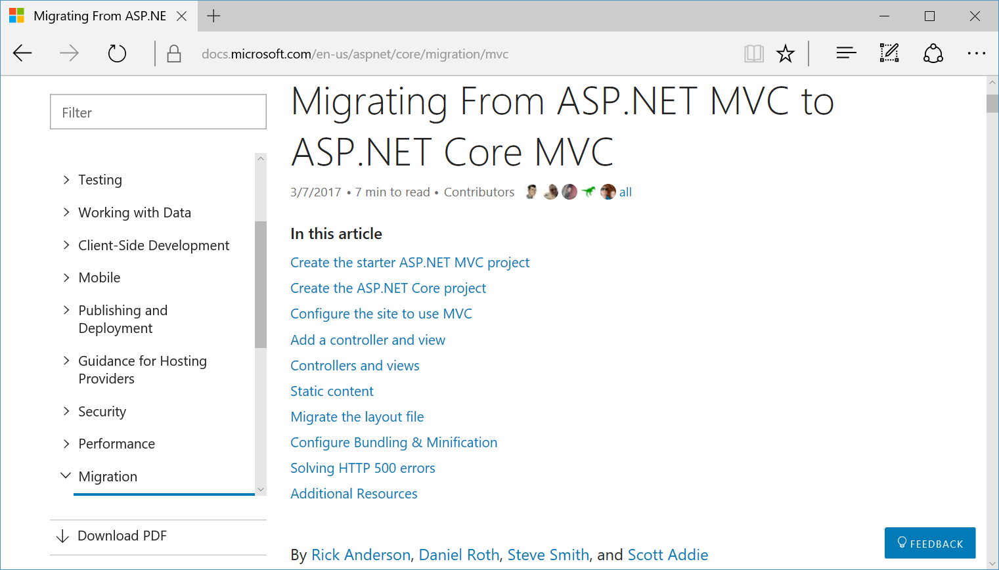 Migrating From ASP.NE
docs.microsoft.com/en-us/aspnet/core/migration/mvc
Filter
Testing
Working with Data
Client-Side Development
Mobile
Publishing and
Deployment
Guidance for Hosting
Providers
Security
Performance
Migration
Download PDF
Migrating From ASP.NET MVC to
ASP.NET Core MVC
3/7/2017 • 7 min to read • Contributors all
In this article
Create the starter ASP.NET MVC project
Create the ASP.NET Core project
Configure the site to use MVC
Add a controller and view
Controllers and views
Static content
Migrate the layout file
Configure Bundling & Minification
Solving HTTP 500 errors
Additional Resources
By Rick Anderson, Daniel Roth, Steve Smith, and Scott Addie
FEEDBACK